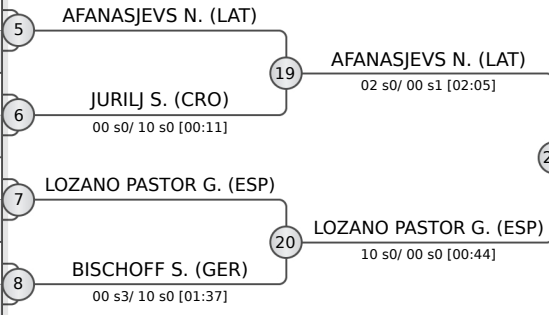 5
AFANASJEVS N. (LAT)
19
AFANASJEVS N. (LAT)
02 s0/ 00 s1 [02:05]
6
JURILJ S. (CRO)
00 s0/ 10 s0 [00:11]
7
LOZANO PASTOR G. (ESP)
20
LOZANO PASTOR G. (ESP)
10 s0/ 00 s0 [00:44]
8
BISCHOFF S. (GER)
00 s3/ 10 s0 [01:37]